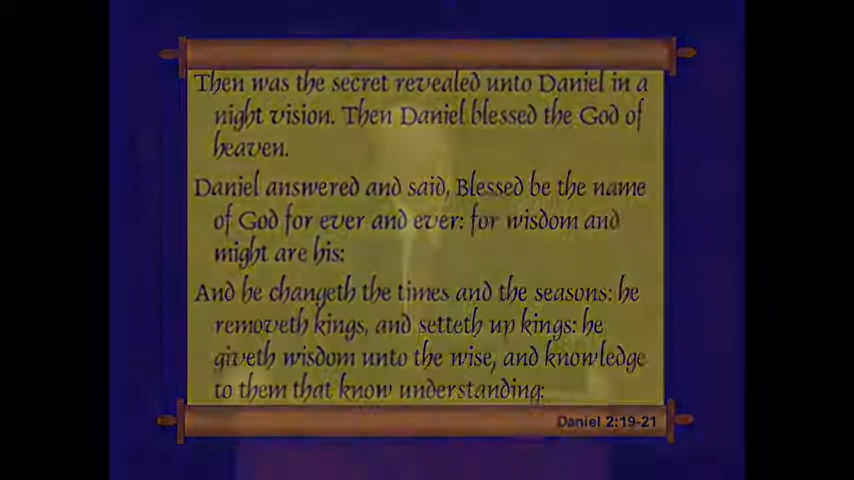 Then was the secret revealed unto Daniel in a
night vision. Then Daniel blessed the God of
heaven.
Daniel answered and said, Blessed be the name
of God for ever and ever: for wisdom and
might are his:
And he changeth the times and the seasons: he
removeth kings, and setteth up kings: he
giveth wisdom unto the wise, and knowledge
to them that know understanding:
Daniel 2:19-21